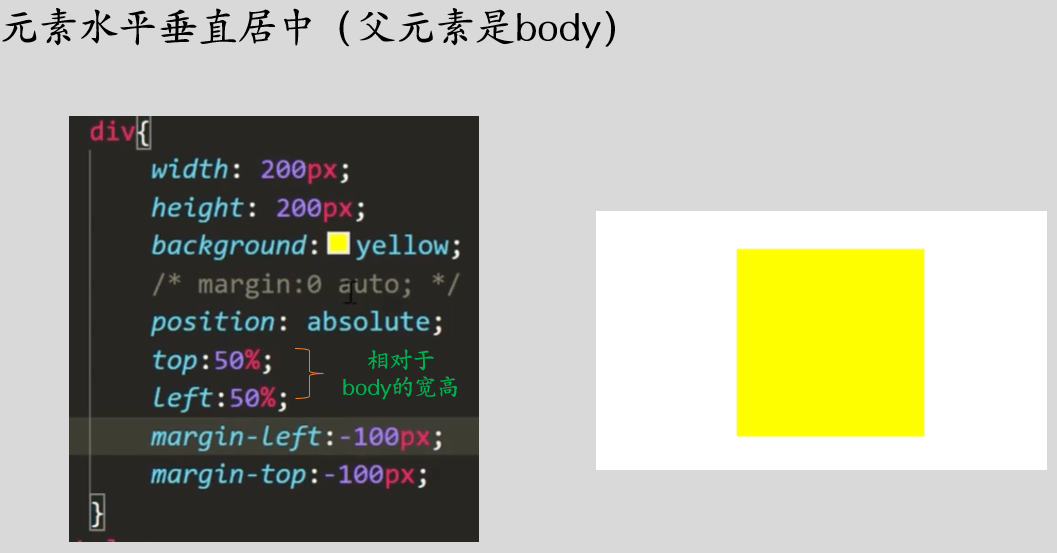 元素水平垂直居中（父元素是body）
div{
width: 200px;
height: 200px;
background: yellow;
/* margin:0 auto; */
position: absolute;
top:50%;
left:50%;
相对于
body的宽高
margin-left:-100px;
margin-top:-100px;
}